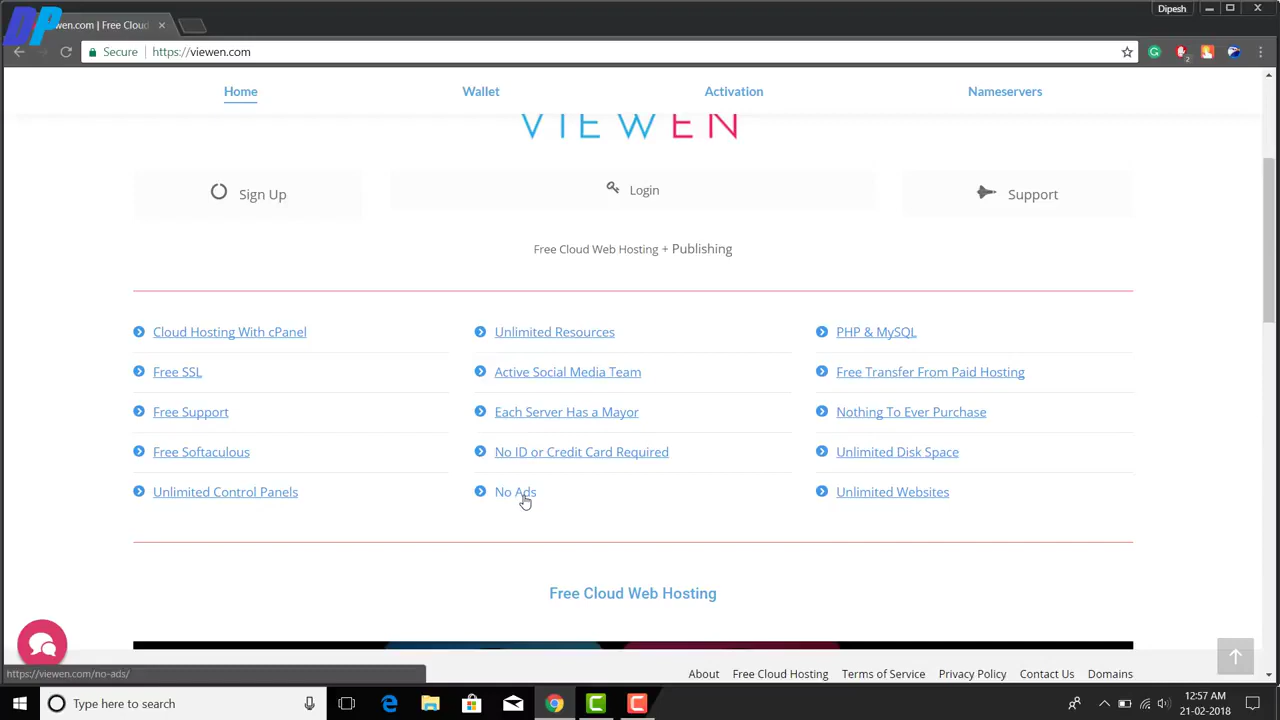 DP
wen.com | Free Cloud
Dipesh
Secure
https://viewen.com
2
Home
Wallet
Activation
Nameservers
VIEWEN
Sign Up
Login
Support
Free Cloud Web Hosting + Publishing
Cloud Hosting With cPanel
Unlimited Resources
PHP & MySQL
Free SSL
Active Social Media Team
Free Transfer From Paid Hosting
Free Support
Each Server Has a Mayor
Nothing To Ever Purchase
Free Softaculous
No ID or Credit Card Required
Unlimited Disk Space
Unlimited Control Panels
No Ads
Unlimited Websites
Free Cloud Web Hosting
https://viewen.com/no-ads/
About
Free Cloud Hosting
Terms of Service
Privacy Policy
Contact Us
Domains
Type here to search
12:57 AM
21-02-2018